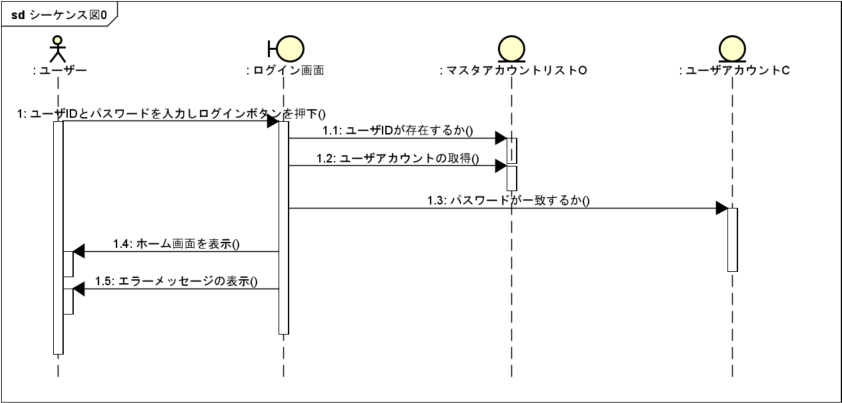 sd シーケンス図0
: ユーザー
: ログイン画面
: マスタアカウントリストO
: ユーザアカウントC
1: ユーザIDとパスワードを入力しログインボタンを押下()
1.1: ユーザIDが存在するか()
1.2: ユーザアカウントの取得()
1.3: パスワードが一致するか()
1.4: ホーム画面を表示()
1.5: エラーメッセージの表示()